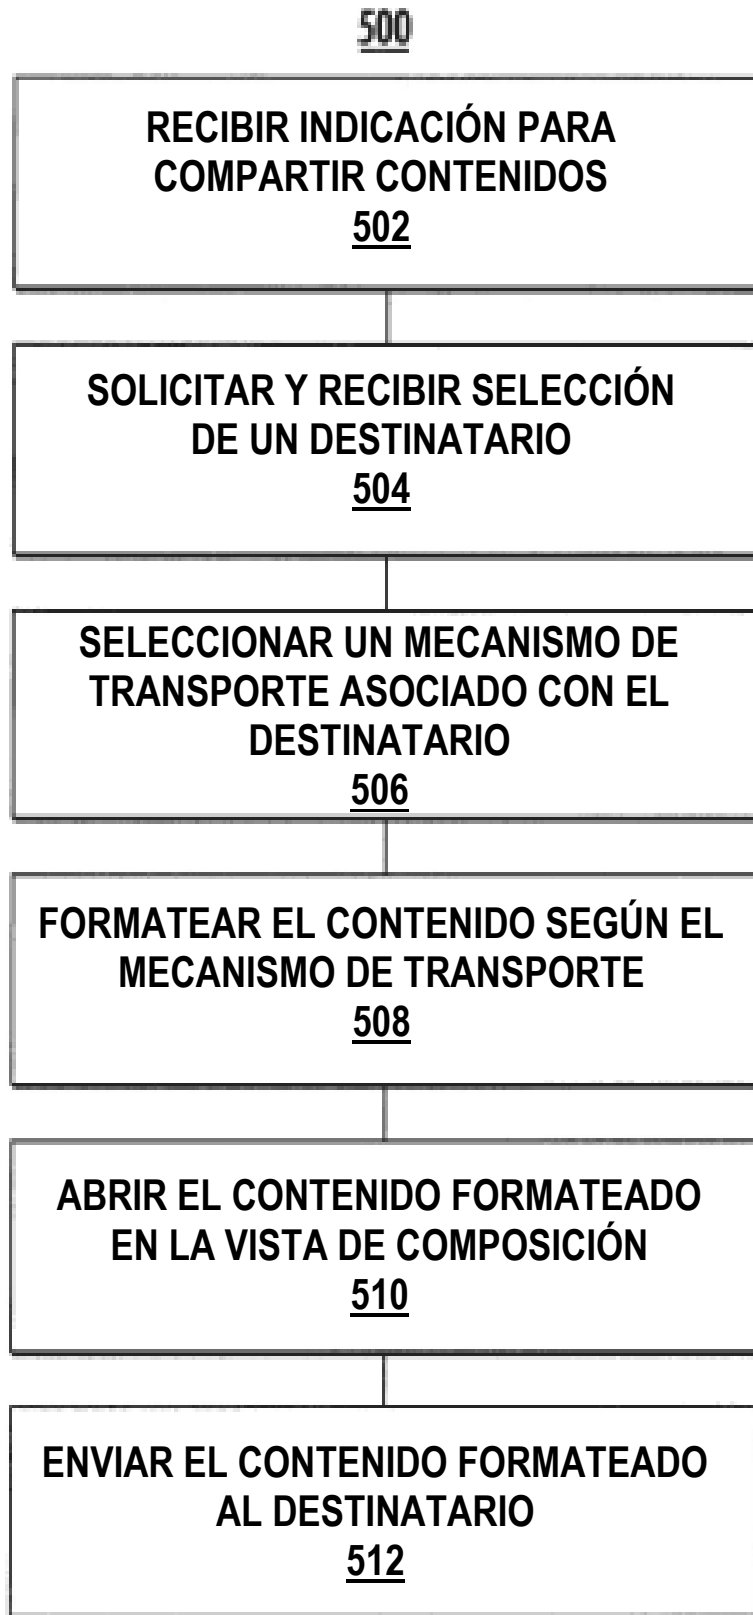 500
RECIBIR INDICACIÓN PARA
COMPARTIR CONTENIDOS
502
SOLICITAR Y RECIBIR SELECCIÓN
DE UN DESTINATARIO
504
SELECCIONAR UN MECANISMO DE
TRANSPORTE ASOCIADO CON EL
DESTINATARIO
506
FORMATEAR EL CONTENIDO SEGÚN EL
MECANISMO DE TRANSPORTE
508
ABRIR EL CONTENIDO FORMATEADO
EN LA VISTA DE COMPOSICIÓN
510
ENVIAR EL CONTENIDO FORMATEADO
AL DESTINATARIO
512